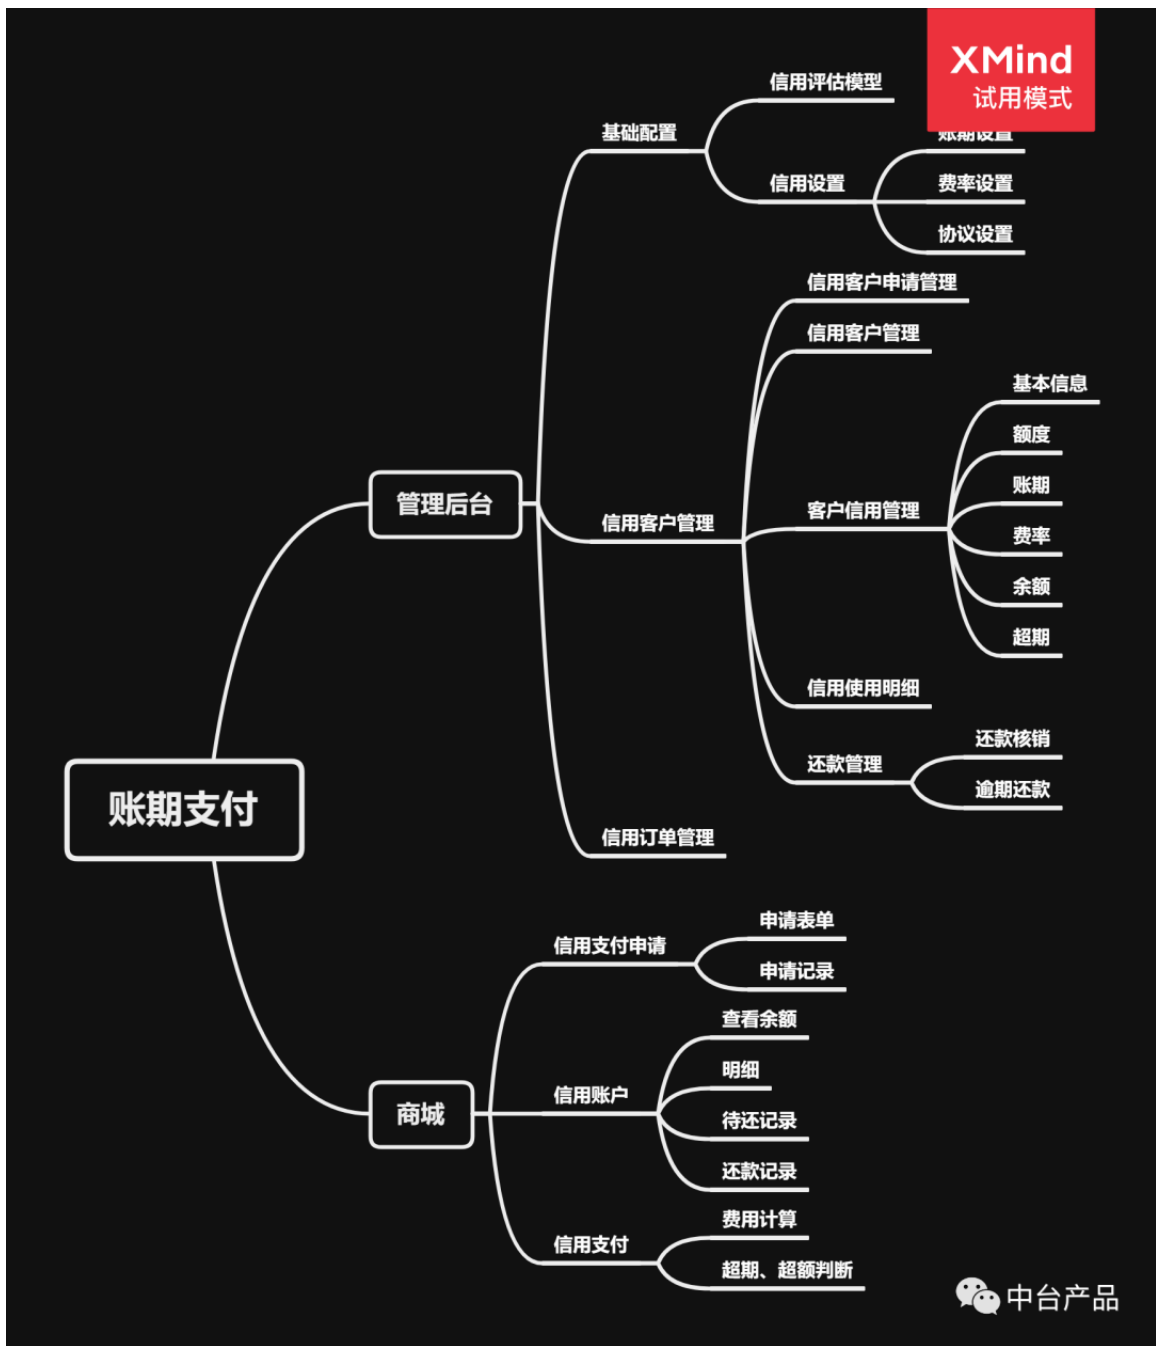 XMind
试用模式
信用评估模型
基础配置
账期设置
信用设置
费率设置
协议设置
信用客户申请管理
信用客户管理
基本信息
额度
账期
管理后台
客户信用管理
信用客户管理
费率
余额
超期
信用使用明细
还款核销
还款管理
逾期还款
账期支付
信用订单管理
申请表单
信用支付申请
申请记录
查看余额
明细
信用账户
商城
待还记录
还款记录
费用计算
信用支付
超期、超额判断
中台产品